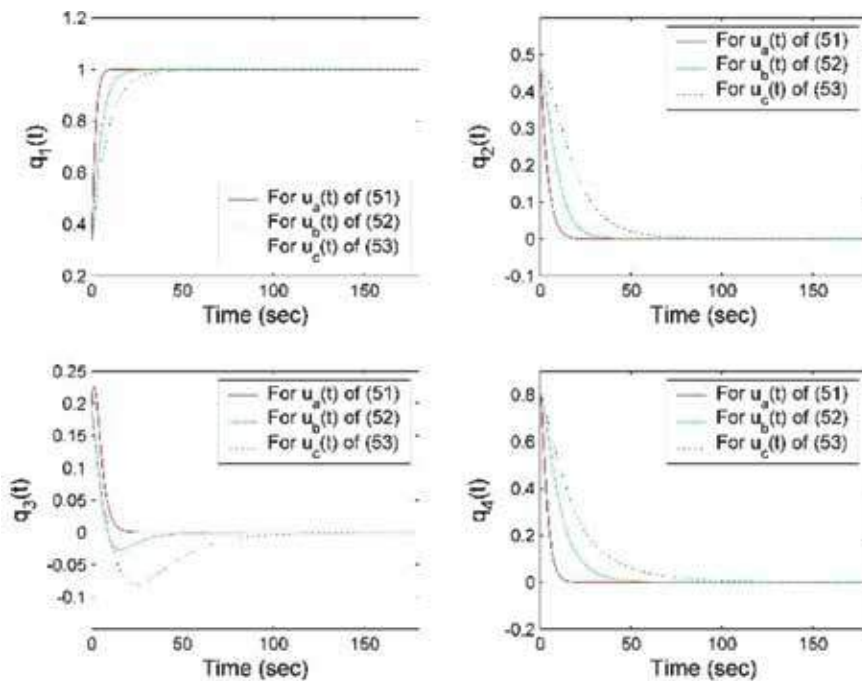 1.2
1
0.8
0.6
0.4
0.2
q1(t)
For ua(t) of (51)
For ub(t) of (52)
For uc(t) of (53)
0
50
100
150
Time (sec)
0.5
0.4
0.3
0.2
0.1
0
-0.1
q2(t)
For ua(t) of (51)
For ub(t) of (52)
For uc(t) of (53)
0
50
100
150
Time (sec)
0.25
0.2
0.15
0.1
0.05
0
-0.05
-0.1
q3(t)
For ua(t) of (51)
For ub(t) of (52)
For uc(t) of (53)
0
50
100
150
Time (sec)
0.8
0.6
0.4
0.2
0
-0.2
q4(t)
For ua(t) of (51)
For ub(t) of (52)
For uc(t) of (53)
0
50
100
150
Time (sec)